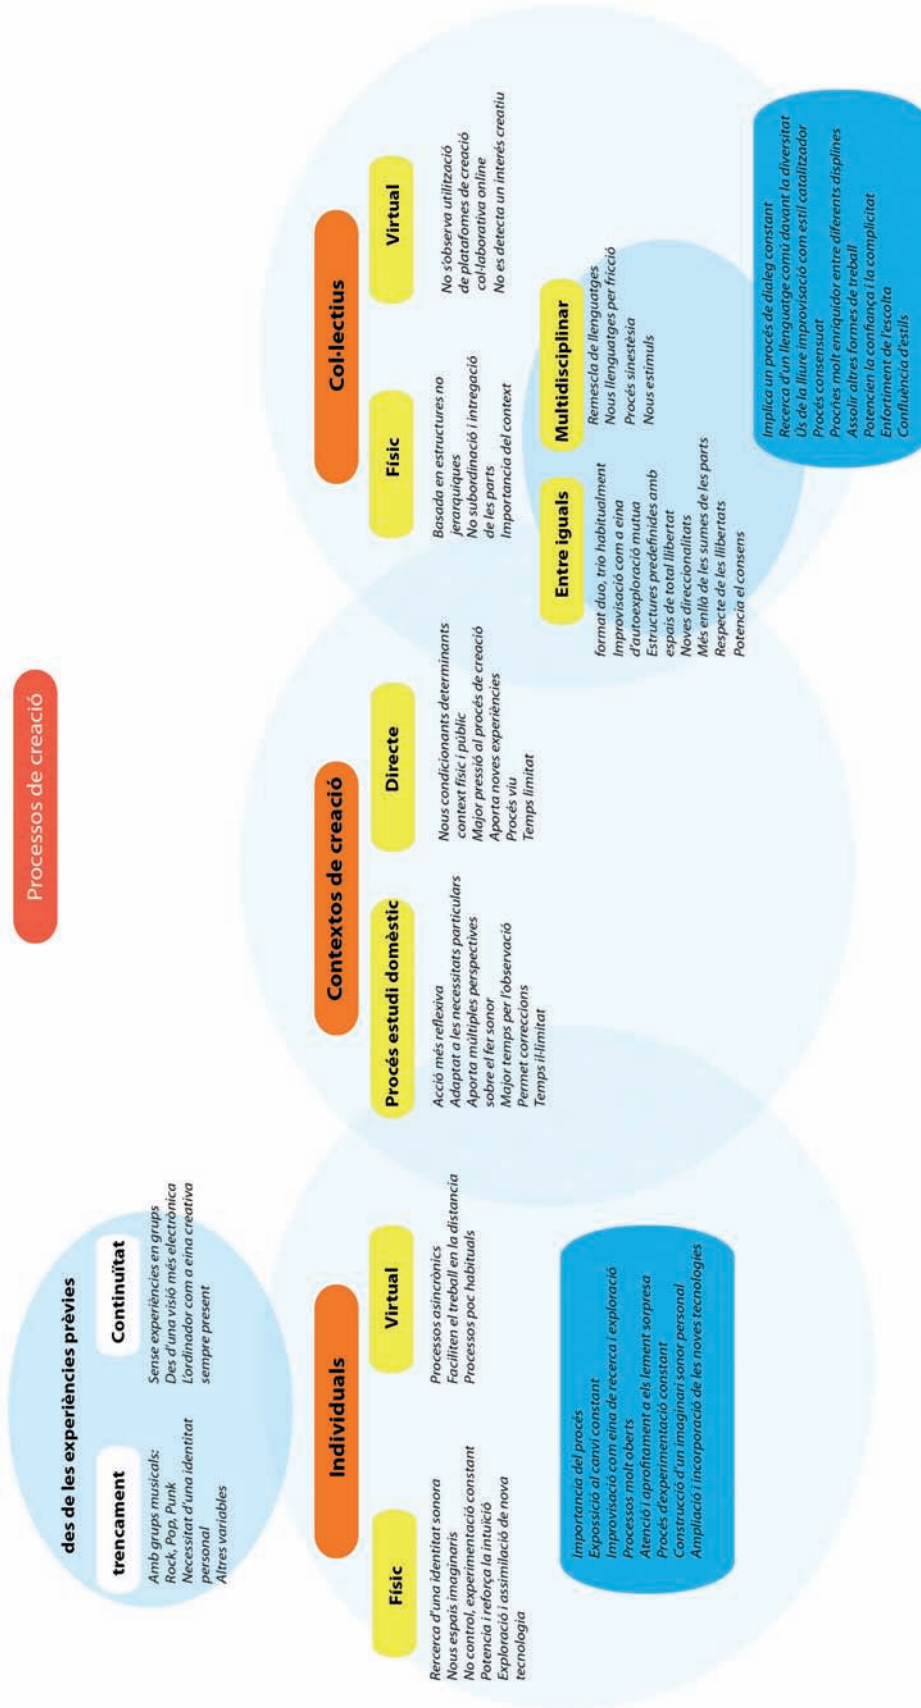 Processos de creació
des de les experiències prèvies
trencament
Amb grups musicals:
Rock, Pop, Punk
Necessitat d'una identitat
personal
Altres variables
Continuïtat
Sense experiències en grups
Des d'una visió més electrònica
L'ordinador com a eina creativa
sempre present
Individuals
Físic
Rercerca d'una identitat sonora
Nous espais imaginaris
No control, experimentació constant
Potencia i reforça la intuïció
Exploració i assimilació de nova
tecnologia
Virtual
Processos asincrònics
Faciliten el treball en la distancia
Processos poc habituals
Importancia del procés
Expossició al canvi constant
Improvisació com eina de recerca i exploració
Processos molt oberts
Atenció i aprofitament a els lement sorpresa
Procés d'experimentació constant
Construcció d'un imaginari sonor personal
Ampliació i incorporació de les noves tecnologies
Contextos de creació
Procés estudi domèstic
Acció més reflexiva
Adaptat a les necessitats particulars
Aporta múltiples perspectives
sobre el fer sonor
Major temps per l'observació
Permet correccions
Temps il·limitat
Directe
Nous condicionants determinants
context físic i públic
Major pressió al procés de creació
Aporta noves experiències
Procés viu
Temps limitat
Col·lectius
Físic
Basada en estructures no
jerarquiques
No subordinació i intregació
de les parts
Importancia del context
Virtual
No s'observa utilització
de plataformes de creació
col·laborativa online
No es detecta un interés creatiu
Entre iguals
format duo, trio habitualment
Improvisació com a eina
d'autoexploració mutua
Estructures predefinides amb
espais de total llibertat
Noves direccionalitats
Més enllà de les sumes de les parts
Respecte de les llibertats
Potencia el consens
Multidisciplinar
Remescla de llenguatges
Nous llenguatges per fricció
Procés sinestèsia
Nous estimuls
Implica un procés de dialeg constant
Recerca d'un llenguatge comú davant la diversitat
Ús de la lliure improvisació com estil catalitzador
Procés consensuat
Procñes molt enriquidor entre diferents displines
Assolir altres formes de treball
Potencien la confiança i la complicitat
Enfortiment de l'escolta
Confluència d'estils